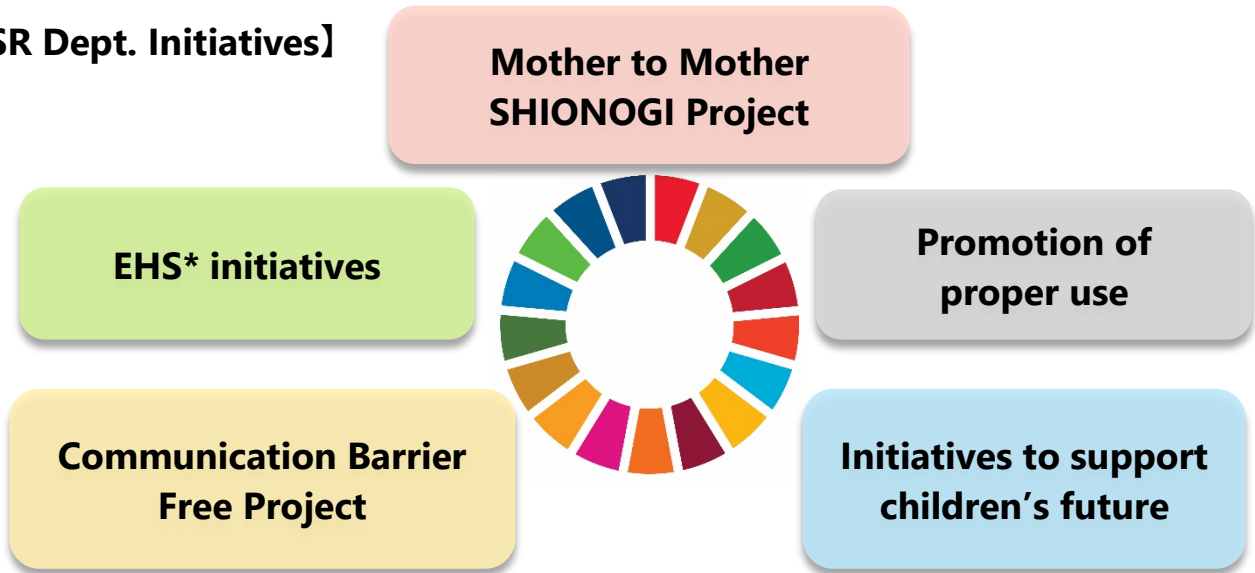 SR Dept. Initiatives】
Mother to Mother
SHIONOGI Project
EHS* initiatives
Promotion of
proper use
Communication Barrier
Free Project
Initiatives to support
children’s future